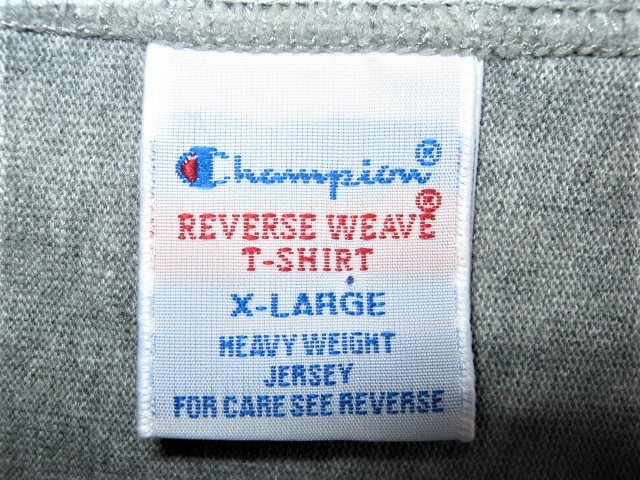 Champion®
REVERSE WEAVE®
T-SHIRT
X-LARGE
HEAVY WEIGHT
JERSEY
FOR CARE SEE REVERSE